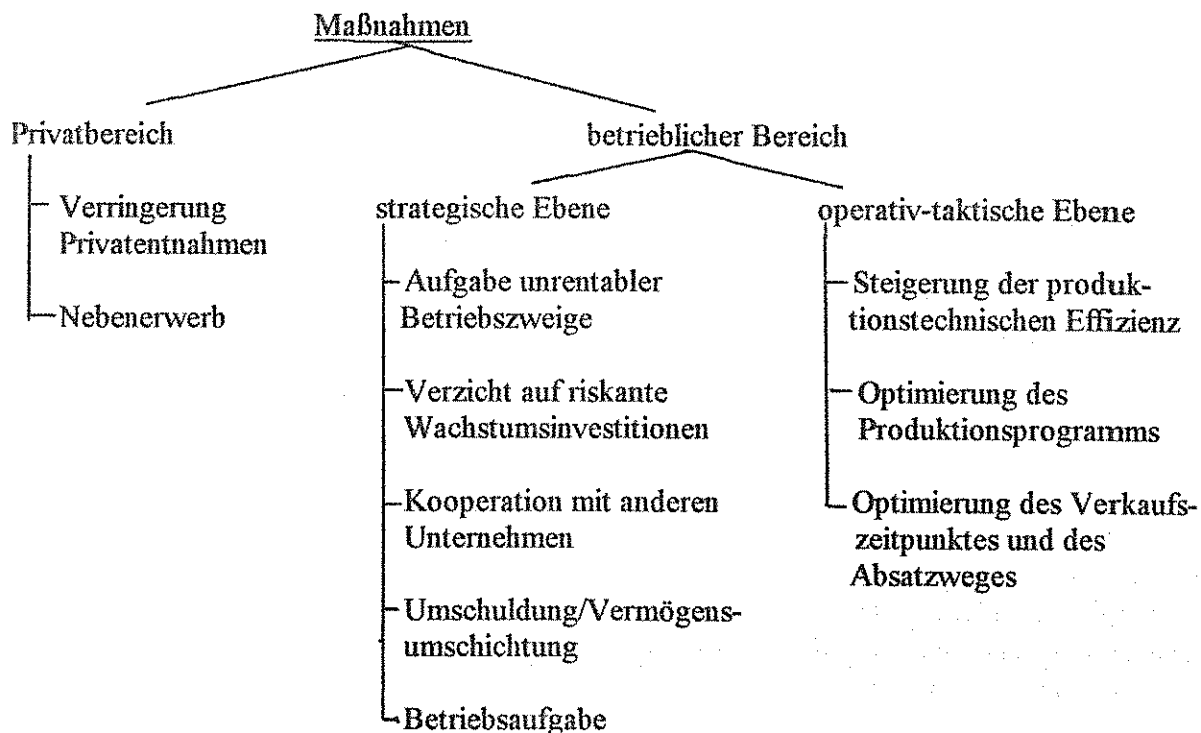 Maßnahmen
Privatbereich
Verringerung
Privatentnahmen
Nebenerwerb
betrieblicher Bereich
strategische Ebene
Aufgabe unrentabler
Betriebszweige
Verzicht auf riskante
Wachstumsinvestitionen
Kooperation mit anderen
Unternehmen
Umschuldung/Vermögens-
umschichtung
Betriebsaufgabe
operativ-taktische Ebene
Steigerung der produk-
tionstechnischen Effizienz
Optimierung des
Produktionsprogramms
Optimierung des Verkaufs-
zeitpunktes und des
Absatzweges